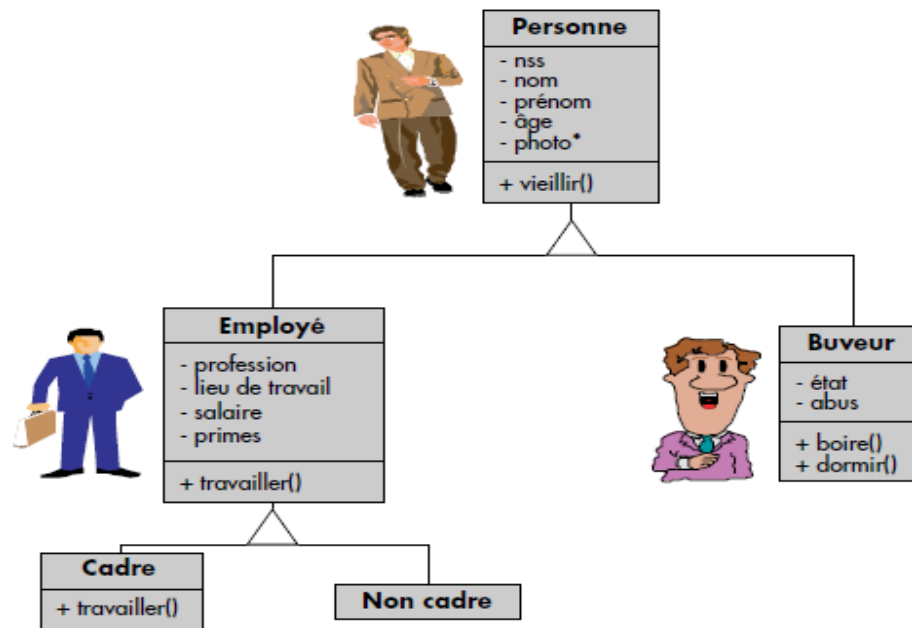 Personne
- nss
- nom
- prénom
- âge
- photo*
+ vieillir()
Employé
- profession
- lieu de travail
- salaire
- primes
+ travailler()
Buveur
- état
- abus
+ boire()
+ dormir()
Cadre
+ travailler()
Non cadre